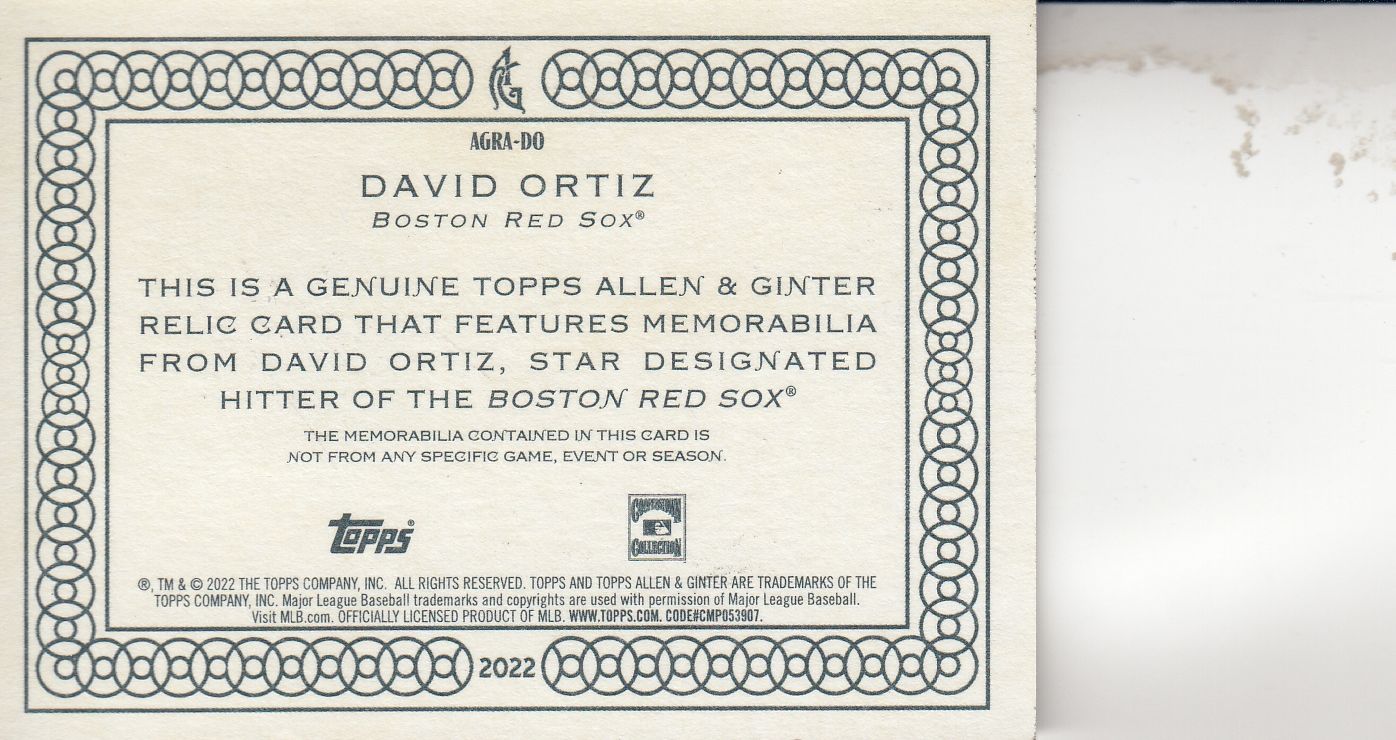 AG
AGRA-DO
DAVID ORTIZ
BOSTON RED SOX®
THIS IS A GENUINE TOPPS ALLEN & GINTER
RELIC CARD THAT FEATURES MEMORABILIA
FROM DAVID ORTIZ, STAR DESIGNATED
HITTER OF THE BOSTON RED SOX®
THE MEMORABILIA CONTAINED IN THIS CARD IS
NOT FROM ANY SPECIFIC GAME, EVENT OR SEASON.
Topps®
COOPERSTOWN
COLLECTION
®, TM & © 2022 THE TOPPS COMPANY, INC. ALL RIGHTS RESERVED. TOPPS AND TOPPS ALLEN & GINTER ARE TRADEMARKS OF THE
TOPPS COMPANY, INC. Major League Baseball trademarks and copyrights are used with permission of Major League Baseball.
Visit MLB.com. OFFICIALLY LICENSED PRODUCT OF MLB. WWW.TOPPS.COM. CODE#CMP053907.
2022